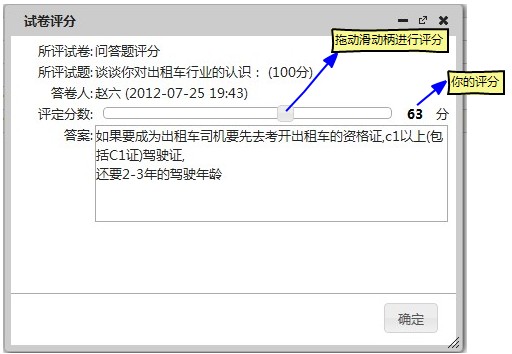 试卷评分
拖动滑动柄进行评分
所评试卷:问答题评分
所评试题:谈谈你对出租车行业的认识： (100分)
你的评分
答卷人:赵六 (2012-07-25 19:43)
评定分数: 63 分
答案:如果要成为出租车司机要先去考开出租车的资格证,c1以上(包
括C1证)驾驶证,
还要2-3年的驾驶年龄
确定